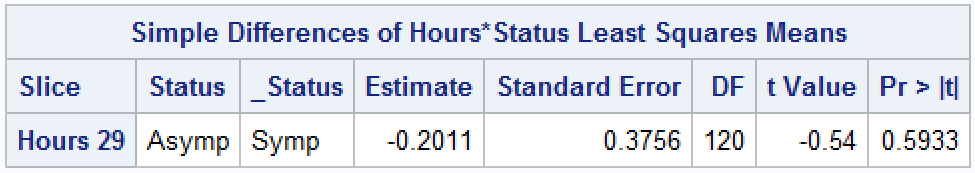 Simple Differences of Hours*Status Least Squares Means
Slice Status _Status Estimate Standard Error DF t Value Pr > |t|
Hours 29 Asymp Symp -0.2011 0.3756 120 -0.54 0.5933